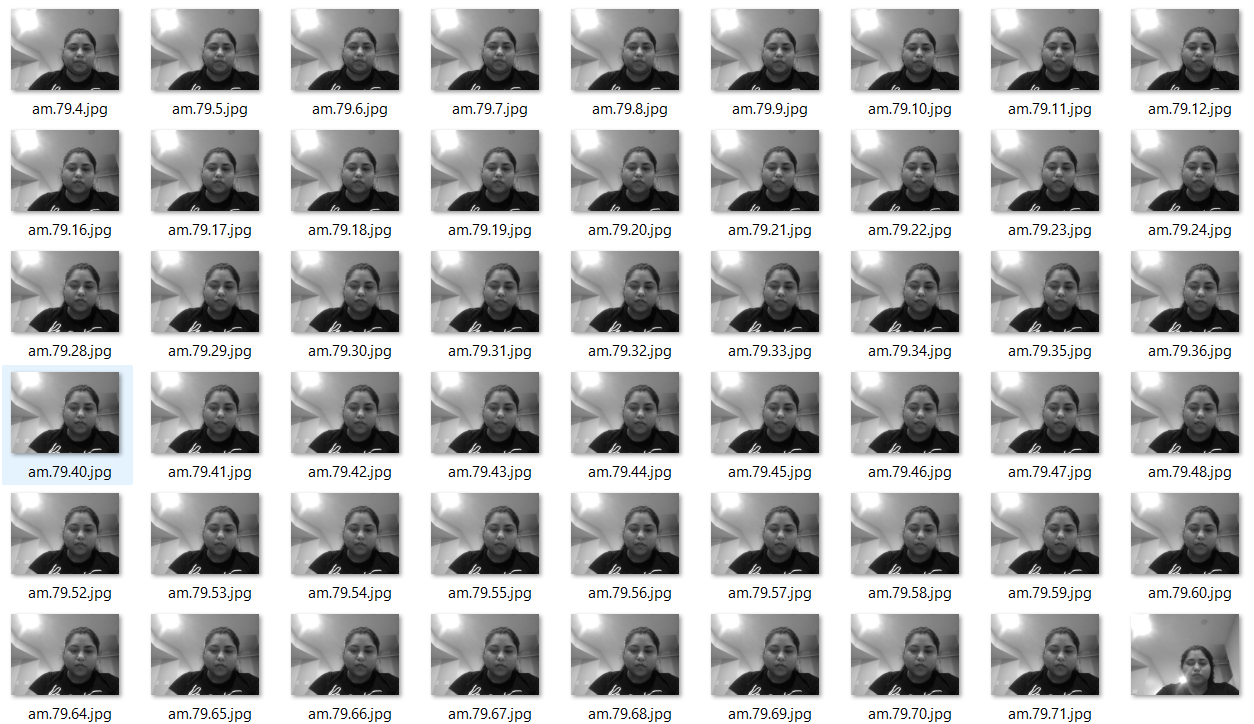 am.79.4.jpg am.79.5.jpg am.79.6.jpg am.79.7.jpg am.79.8.jpg am.79.9.jpg am.79.10.jpg am.79.11.jpg am.79.12.jpg
am.79.16.jpg am.79.17.jpg am.79.18.jpg am.79.19.jpg am.79.20.jpg am.79.21.jpg am.79.22.jpg am.79.23.jpg am.79.24.jpg
am.79.28.jpg am.79.29.jpg am.79.30.jpg am.79.31.jpg am.79.32.jpg am.79.33.jpg am.79.34.jpg am.79.35.jpg am.79.36.jpg
am.79.40.jpg am.79.41.jpg am.79.42.jpg am.79.43.jpg am.79.44.jpg am.79.45.jpg am.79.46.jpg am.79.47.jpg am.79.48.jpg
am.79.52.jpg am.79.53.jpg am.79.54.jpg am.79.55.jpg am.79.56.jpg am.79.57.jpg am.79.58.jpg am.79.59.jpg am.79.60.jpg
am.79.64.jpg am.79.65.jpg am.79.66.jpg am.79.67.jpg am.79.68.jpg am.79.69.jpg am.79.70.jpg am.79.71.jpg